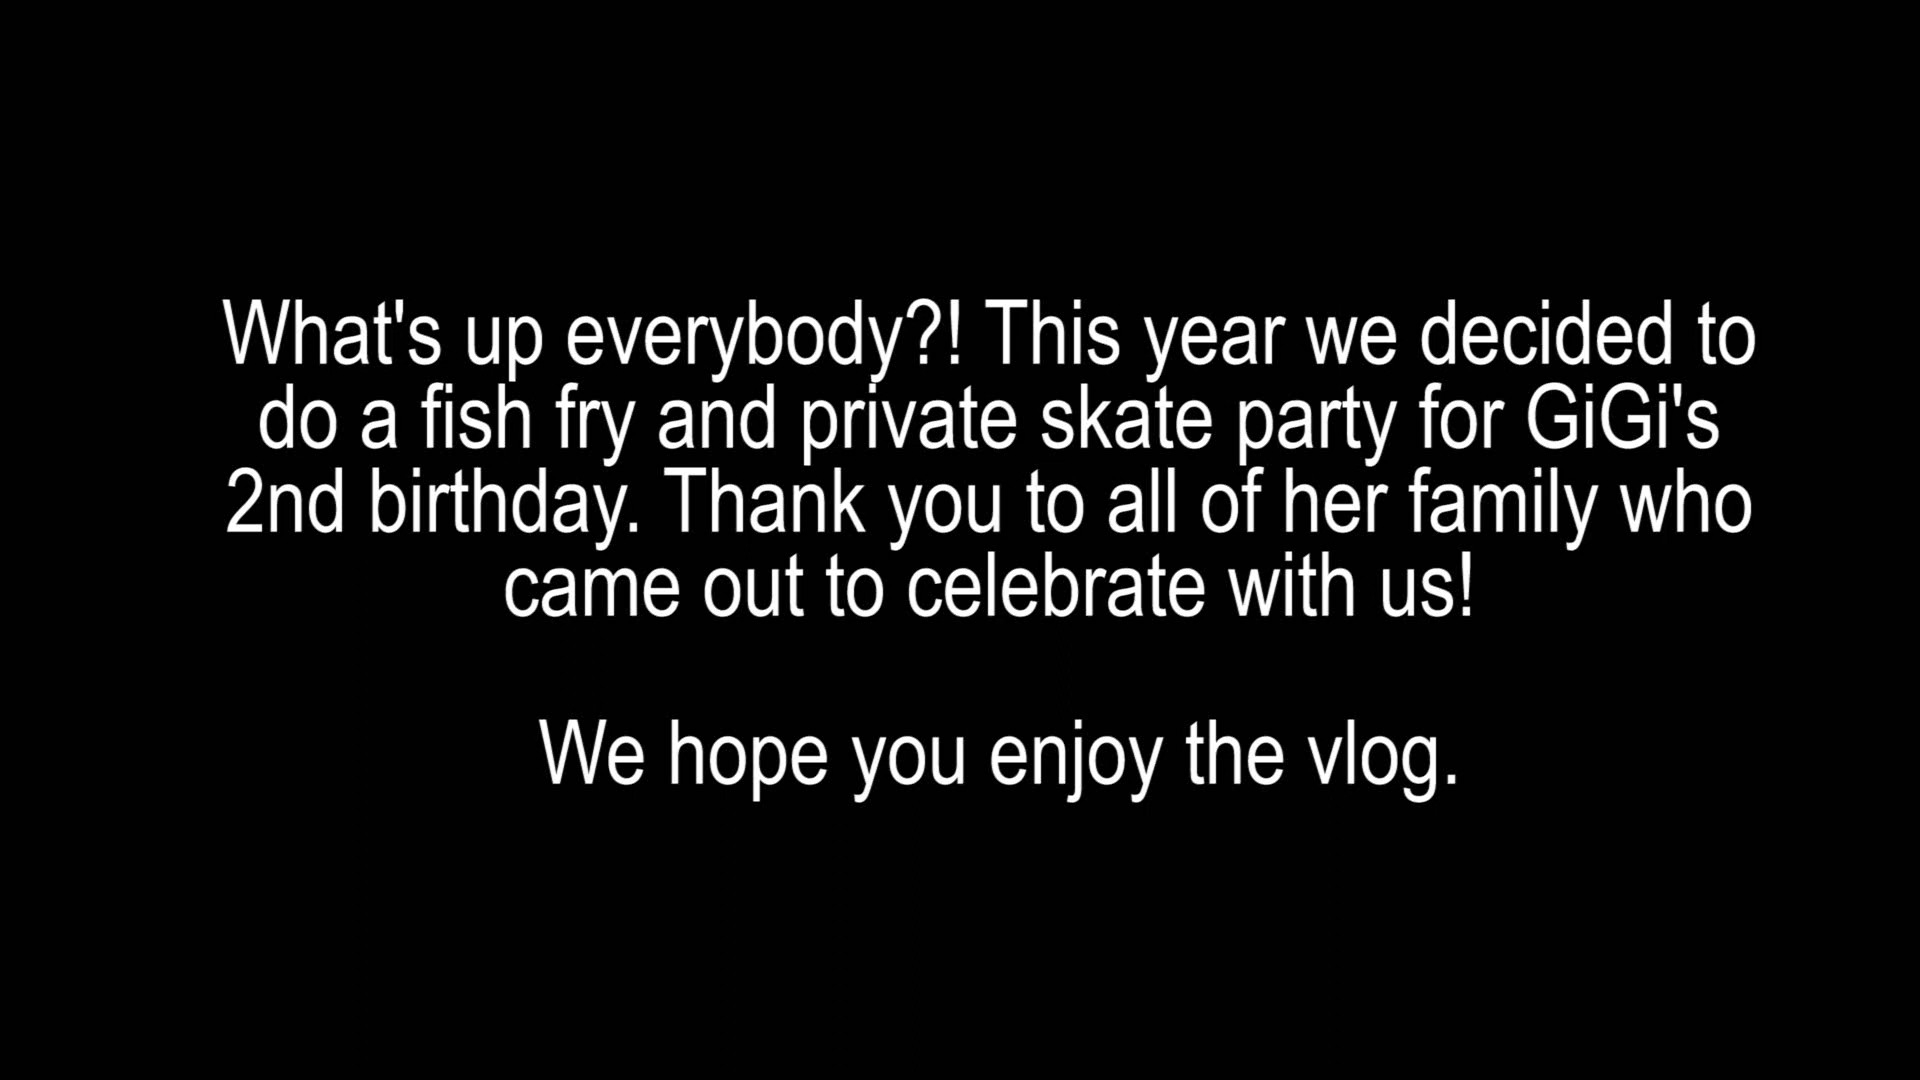 What's up everybody?! This year we decided to
do a fish fry and private skate party for GiGi's
2nd birthday. Thank you to all of her family who
came out to celebrate with us!
We hope you enjoy the vlog.